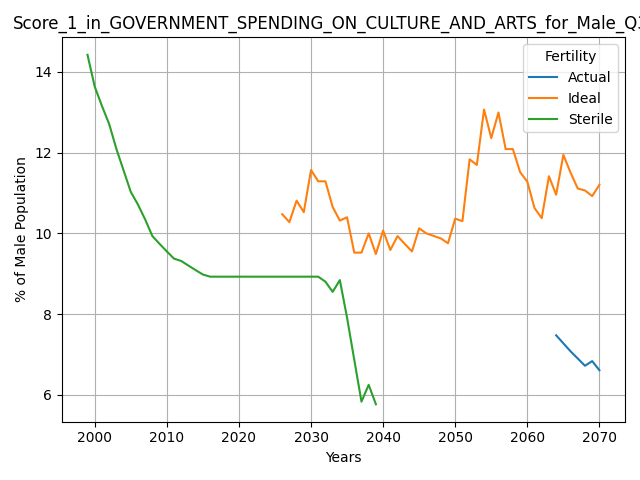 Score_1_in_GOVERNMENT_SPENDING_ON_CULTURE_AND_ARTS_for_Male_Q
Fertility
Actual
Ideal
Sterile
% of Male Population
14
12
10
8
6
2000 2010 2020 2030 2040 2050 2060 2070
Years